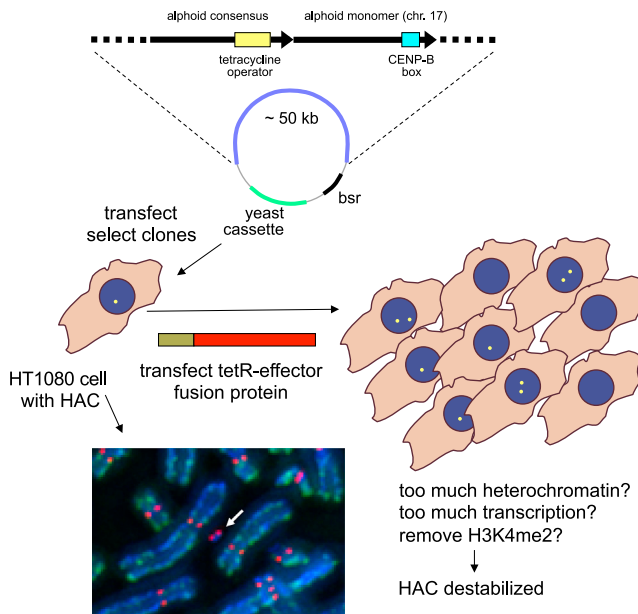 alphoid consensus
alphoid monomer (chr. 17)
tetracycline
operator
CENP-B
box
~ 50 kb
bsr
yeast
cassette
transfect
select clones
transfect tetR-effector
fusion protein
HT1080 cell
with HAC
too much heterochromatin?
too much transcription?
remove H3K4me2?
HAC destabilized